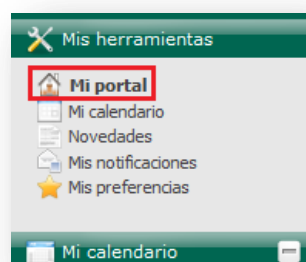 Mis herramientas
Mi portal
Mi calendario
Novedades
Mis notificaciones
Mis preferencias
Mi calendario